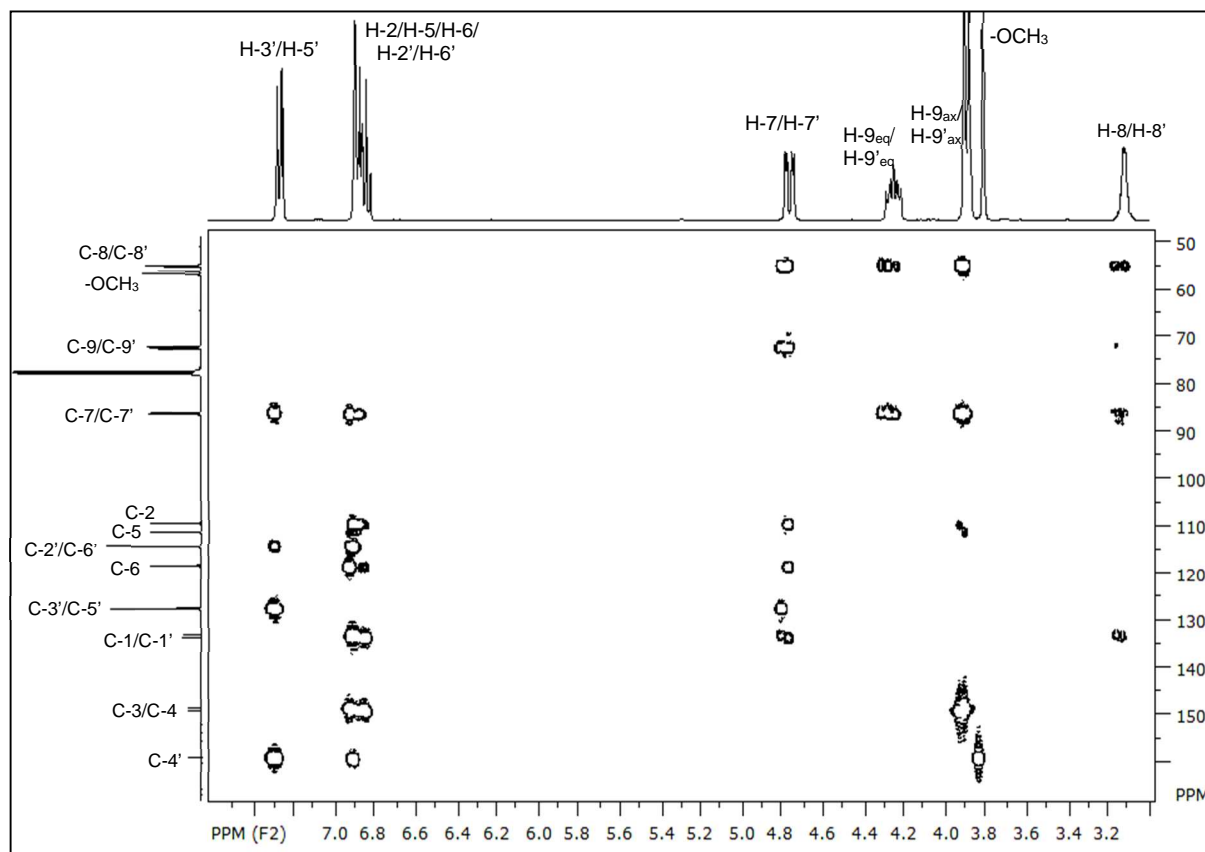 H-3'/H-5'
H-2/H-5/H-6/
H-2'/H-6'
H-7/H-7'
H-9eq/
H-9'eq
H-9ax/
H-9'ax
-OCH3
H-8/H-8'
C-8/C-8'
-OCH3
C-9/C-9'
C-7/C-7'
C-2
C-5
C-2'/C-6'
C-6
C-3'/C-5'
C-1/C-1'
C-3/C-4
C-4'
50
60
70
80
90
100
110
120
130
140
150
PPM
PPM (F2) 7.0 6.8 6.6 6.4 6.2 6.0 5.8 5.6 5.4 5.2 5.0 4.8 4.6 4.4 4.2 4.0 3.8 3.6 3.4 3.2